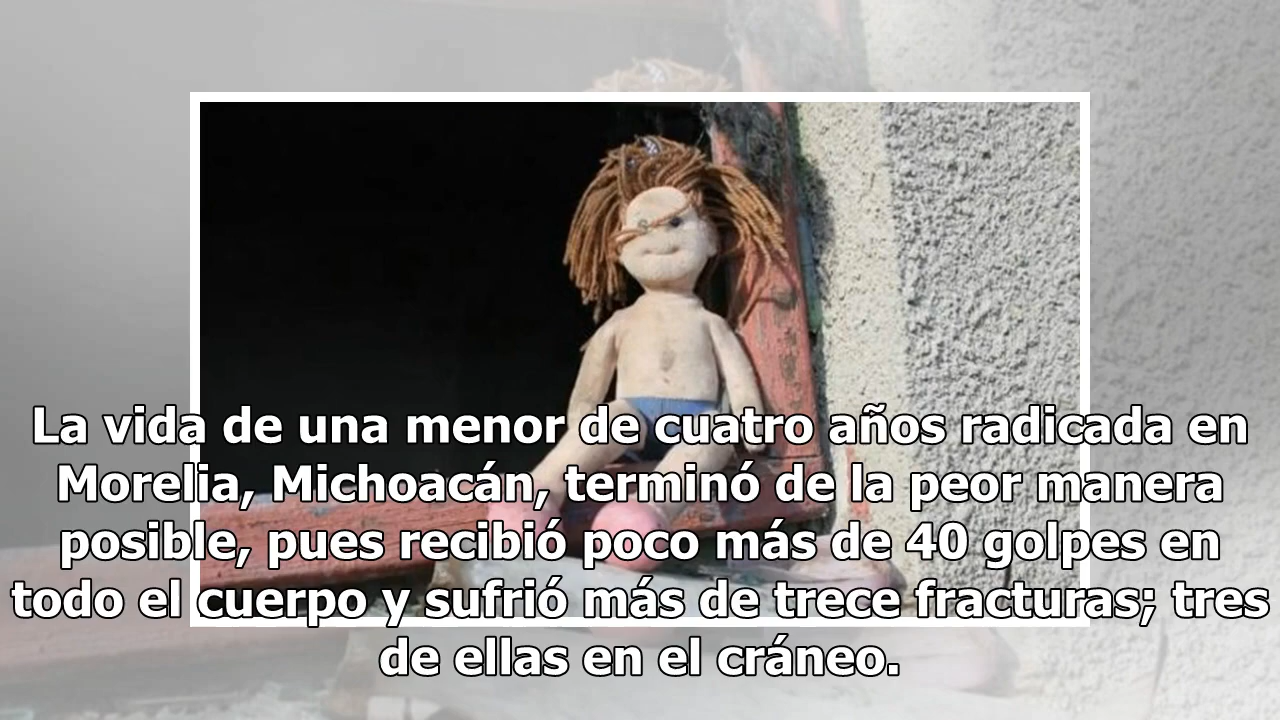 La vida de una menor de cuatro años radicada en
Morelia, Michoacán, terminó de la peor manera
posible, pues recibió poco más de 40 golpes en
todo el cuerpo y sufrió más de trece fracturas; tres
de ellas en el cráneo.